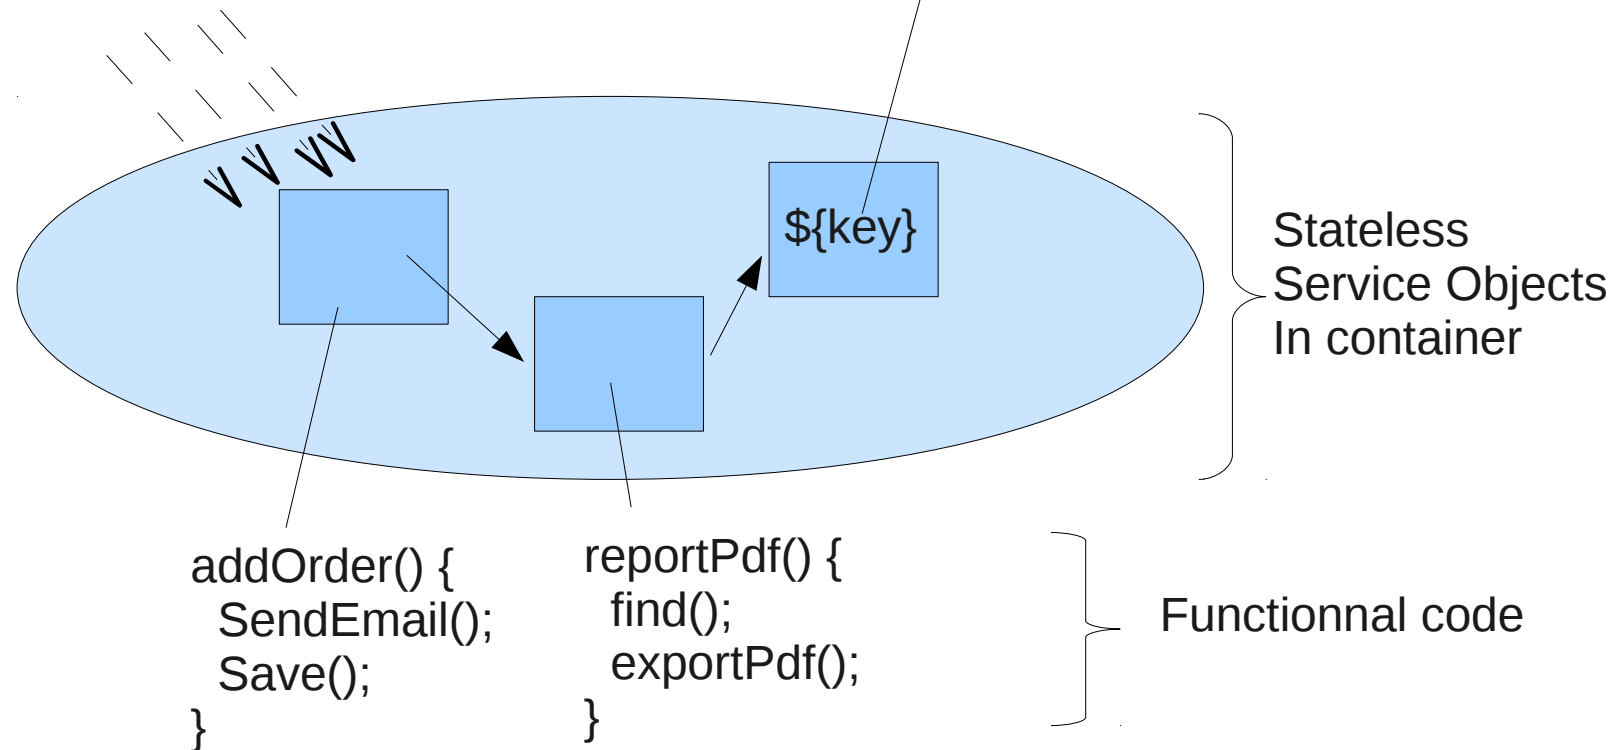 ${key}
Stateless
Service Objects
In container
addOrder() {
SendEmail();
Save();
}
reportPdf() {
find();
exportPdf();
}
Functionnal code